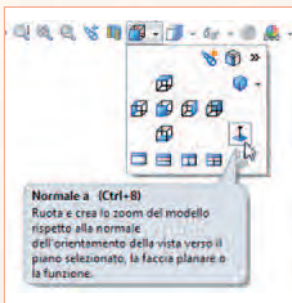 »
Normale a (Ctrl+8)
Ruota e crea lo zoom del modello
rispetto alla normale
dell'orientamento della vista verso il
piano selezionato, la faccia planare o
la funzione.